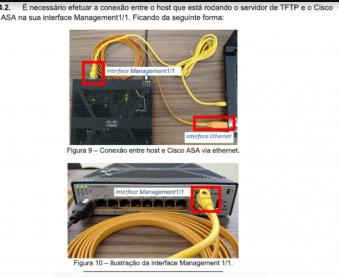 4.2. É necessário efetuar a conexão entre o host que está rodando o servidor de TFTP e o Cisco
ASA na sua interface Management1/1. Ficando da seguinte forma:
Interface Management1/1
Interface Ethernet
Figura 9 – Conexão entre host e Cisco ASA via ethernet.
Interface Management1/1
Figura 10 – Ilustração da interface Management 1/1.